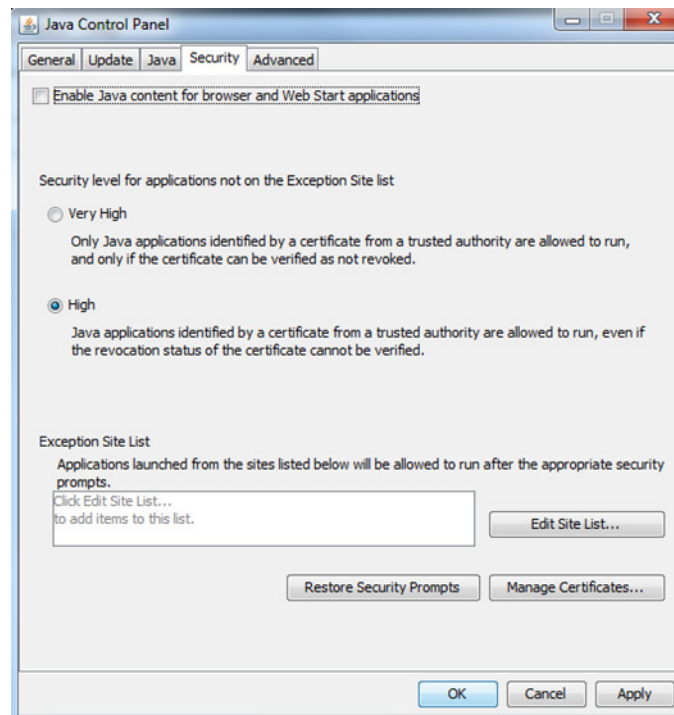 Java Control Panel
General Update Java Security Advanced
Enable Java content for browser and Web Start applications
Security level for applications not on the Exception Site list
Very High
Only Java applications identified by a certificate from a trusted authority are allowed to run,
and only if the certificate can be verified as not revoked.
High
Java applications identified by a certificate from a trusted authority are allowed to run, even if
the revocation status of the certificate cannot be verified.
Exception Site List
Applications launched from the sites listed below will be allowed to run after the appropriate security
prompts.
Click Edit Site List...
to add items to this list.
Edit Site List...
Restore Security Prompts Manage Certificates...
OK Cancel Apply